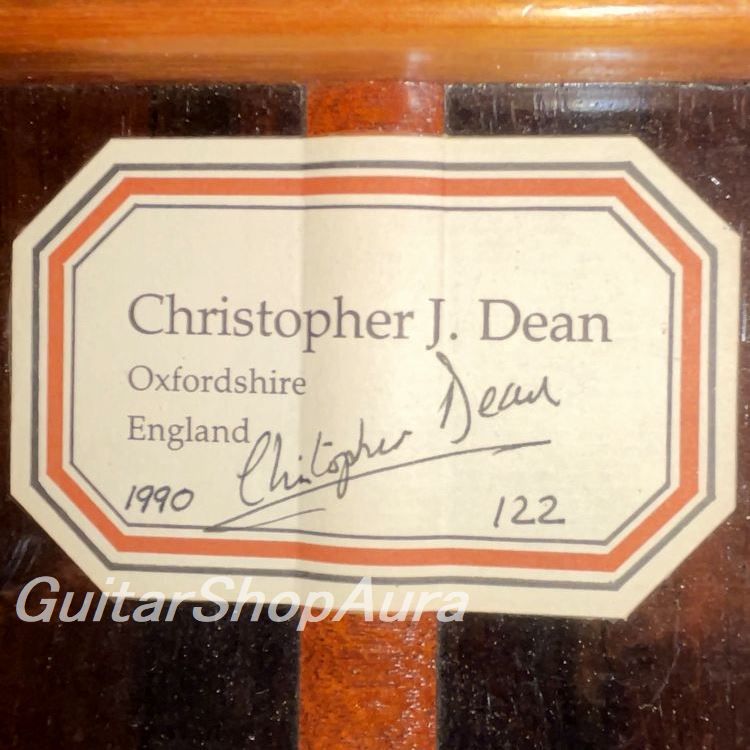 Christopher J. Dean
Oxfordshire
England
Christopher Dean
1990
122
GuitarShopAura